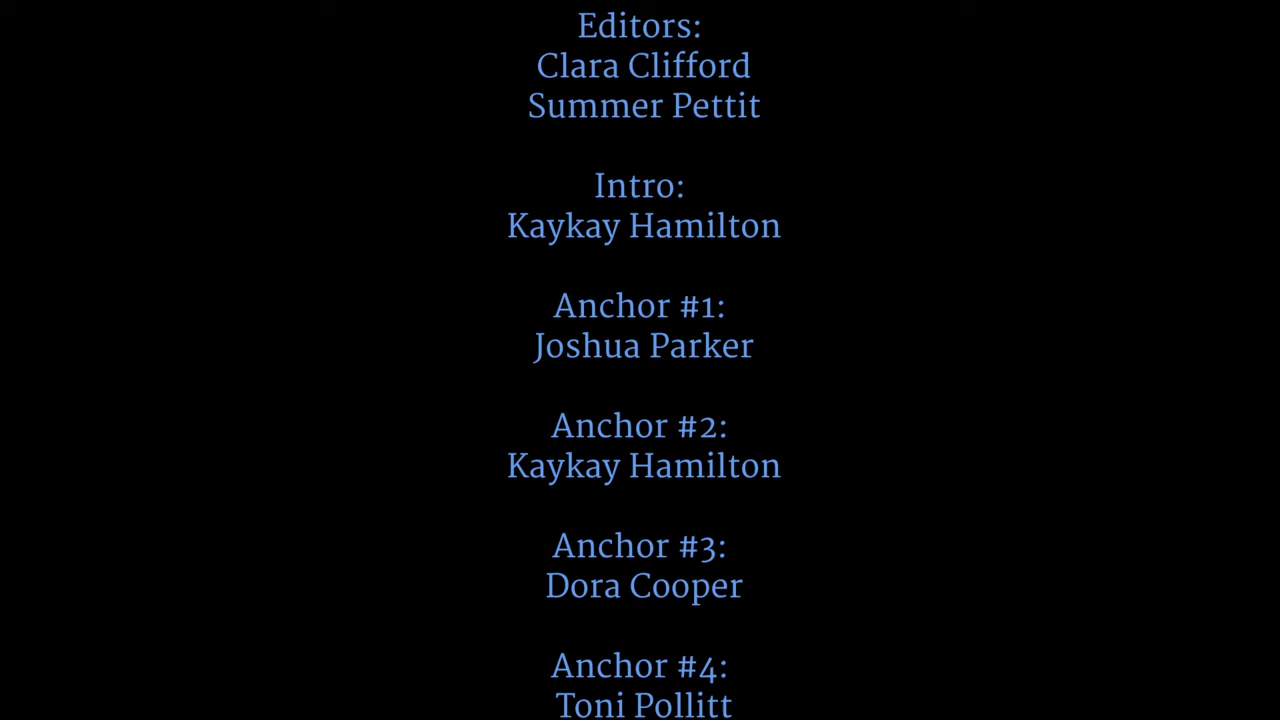 Editors:
Clara Clifford
Summer Pettit
Intro:
Kaykay Hamilton
Anchor #1:
Joshua Parker
Anchor #2:
Kaykay Hamilton
Anchor #3:
Dora Cooper
Anchor #4:
Toni Pollitt